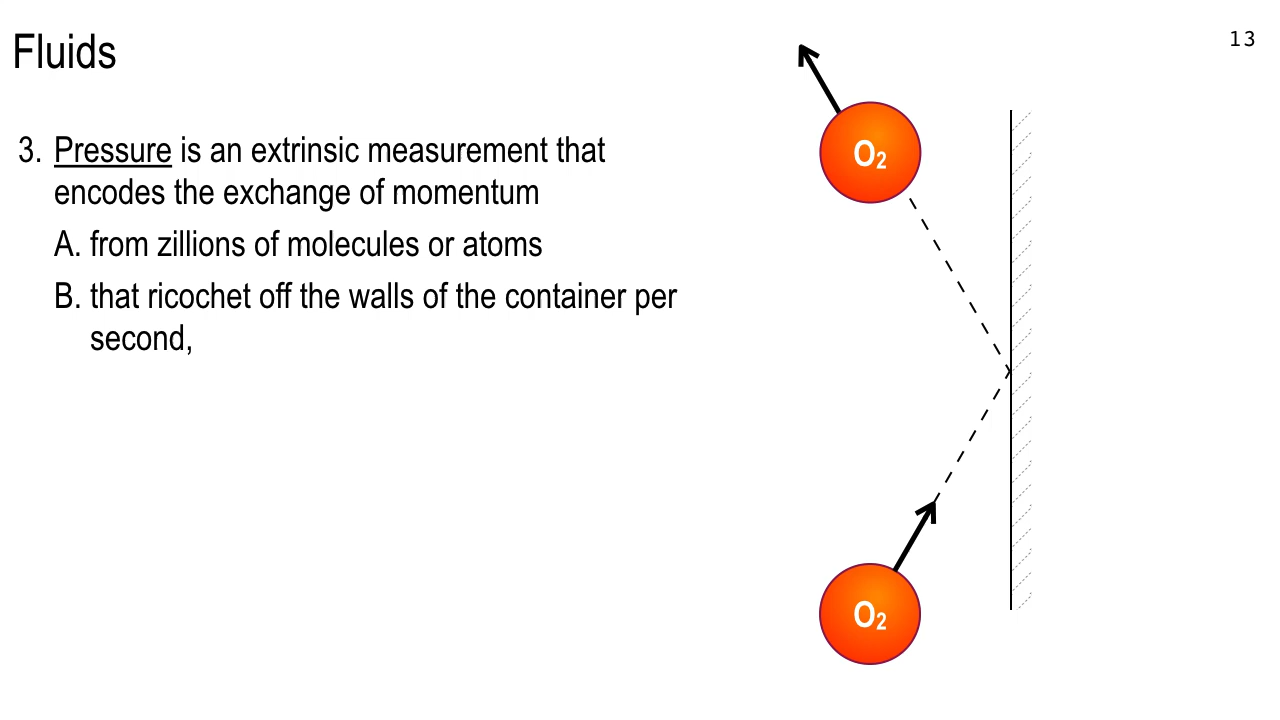 Fluids
13
3. Pressure is an extrinsic measurement that
encodes the exchange of momentum
A. from zillions of molecules or atoms
B. that ricochet off the walls of the container per
second,
O₂
O₂